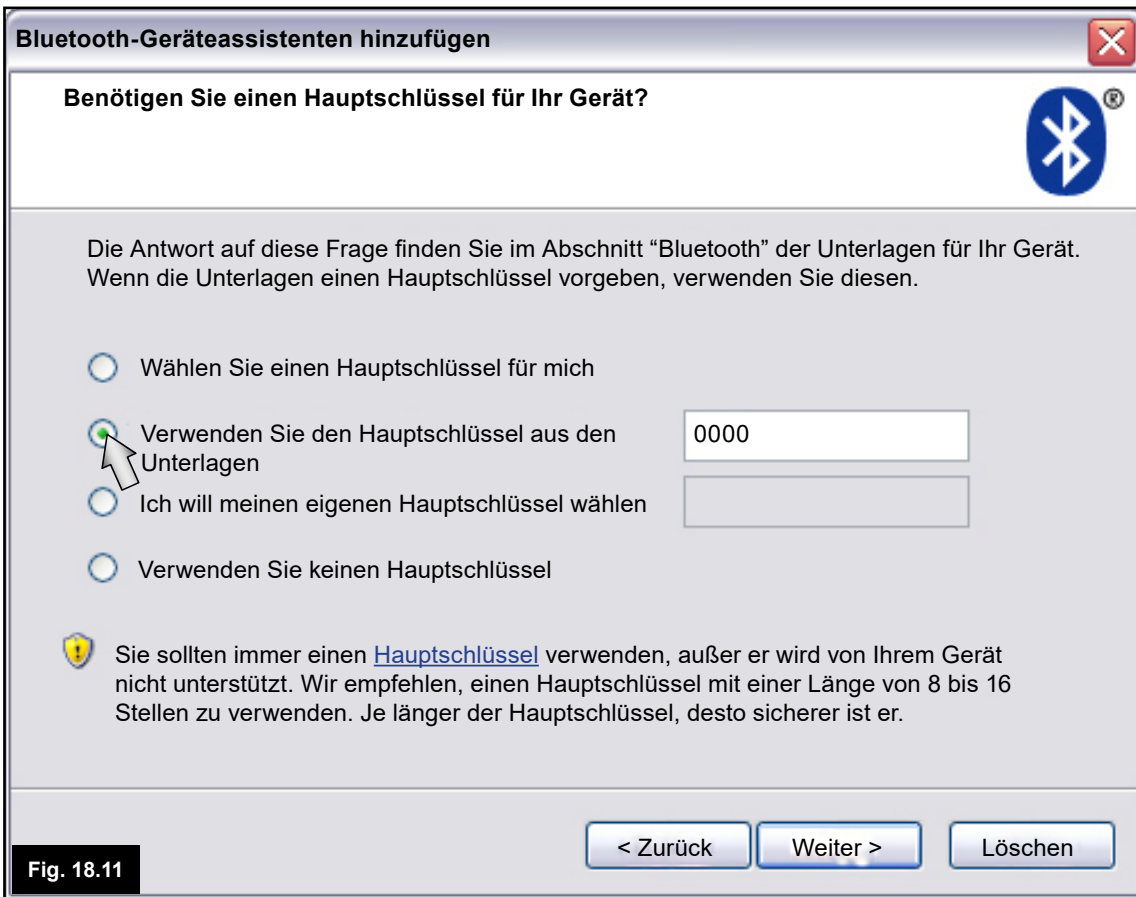 Bluetooth-Geräteassistenten hinzufügen
Benötigen Sie einen Hauptschlüssel für Ihr Gerät?
®
Die Antwort auf diese Frage finden Sie im Abschnitt “Bluetooth” der Unterlagen für Ihr Gerät.
Wenn die Unterlagen einen Hauptschlüssel vorgeben, verwenden Sie diesen.
Wählen Sie einen Hauptschlüssel für mich
Verwenden Sie den Hauptschlüssel aus den
Unterlagen
0000
Ich will meinen eigenen Hauptschlüssel wählen
Verwenden Sie keinen Hauptschlüssel
Sie sollten immer einen Hauptschlüssel verwenden, außer er wird von Ihrem Gerät
nicht unterstützt. Wir empfehlen, einen Hauptschlüssel mit einer Länge von 8 bis 16
Stellen zu verwenden. Je länger der Hauptschlüssel, desto sicherer ist er.
< Zurück
Weiter >
Löschen
Fig. 18.11